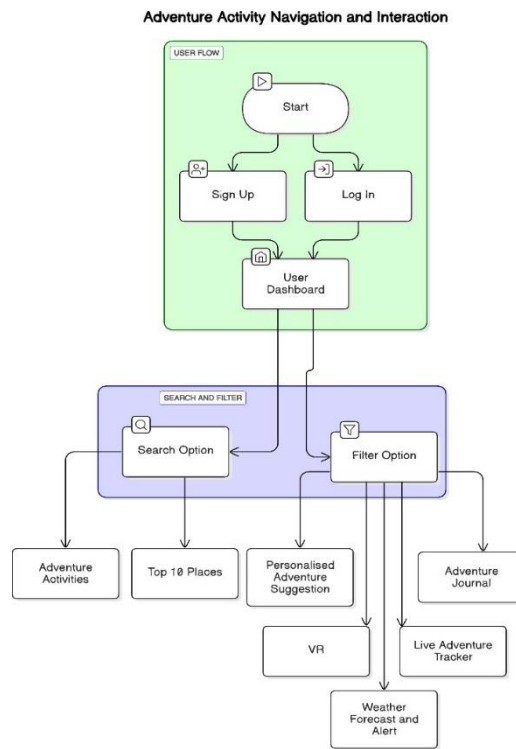 Adventure Activity Navigation and Interaction
USER FLOW
Start
Sign Up
Log In
User
Dashboard
SEARCH AND FILTER
Search Option
Filter Option
Adventure
Activities
Top 10 Places
Personalised
Adventure
Suggestion
Adventure
Journal
VR
Live Adventure
Tracker
Weather
Forecast and
Alert